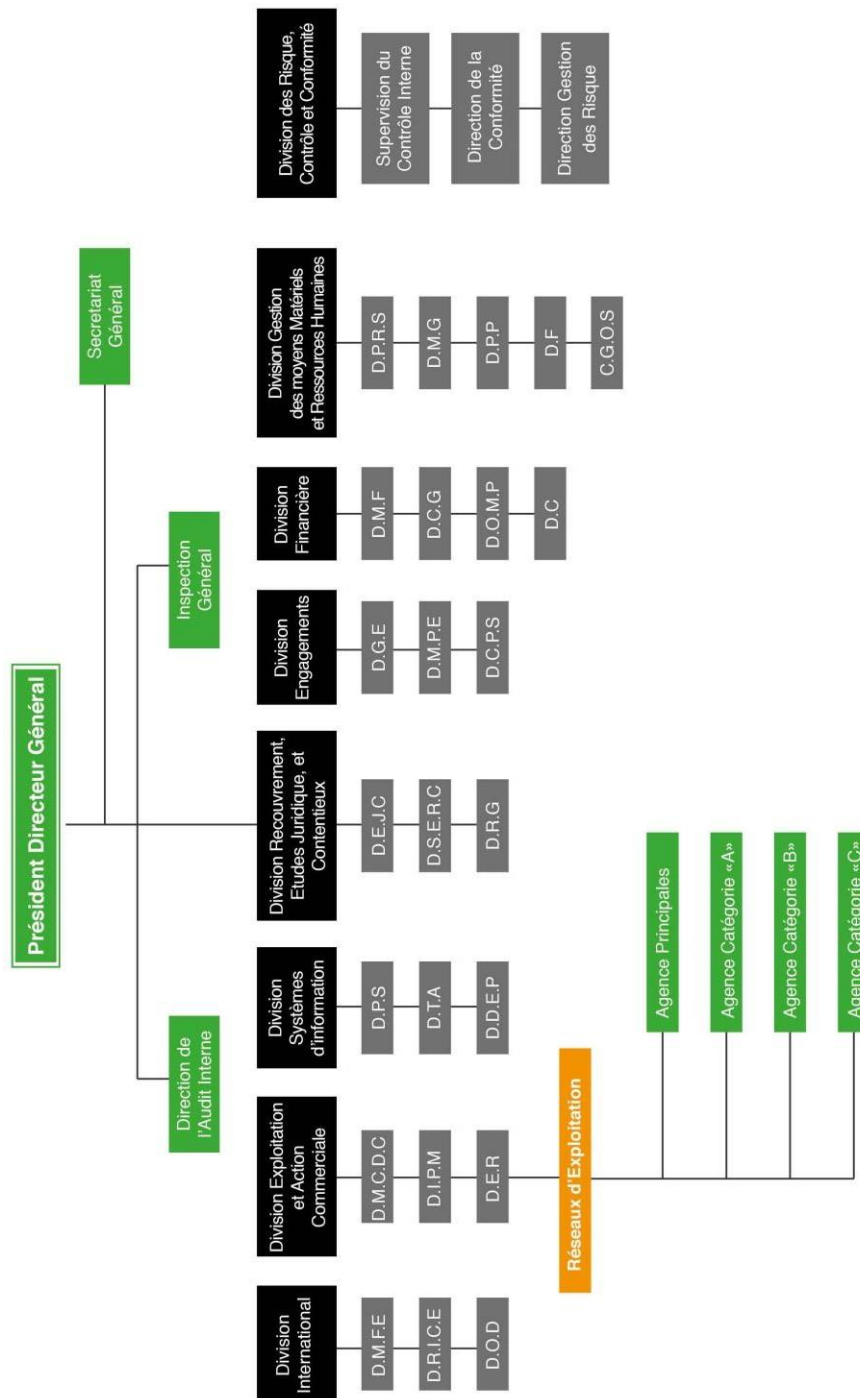 Président Directeur Général
Secretariat
Général
Direction de
l'Audit Interne
Inspection
Général
Division
International
D.M.F.E
D.R.I.C.E
D.O.D
Division Exploitation
et Action
Commerciale
D.M.C.D.C
D.I.P.M
D.E.R
Réseaux d'Exploitation
Agence Principales
Agence Catégorie «A»
Agence Catégorie «B»
Agence Catégorie «C»
Division
Systèmes
d'information
D.P.S
D.T.A
D.D.E.P
Division Recouvrement,
Etudes Juridique, et
Contentieux
D.E.J.C
D.S.E.R.C
D.R.G
Division
Engagements
D.G.E
D.M.P.E
D.C.P.S
Division
Financière
D.M.F
D.C.G
D.O.M.P
D.C
Division Gestion
des moyens Matériels
et Ressources Humaines
D.P.R.S
D.M.G
D.P.P
D.F
C.G.O.S
Division des Risque,
Contrôle et Conformité
Supervision du
Contrôle Interne
Direction de la
Conformité
Direction Gestion
des Risque